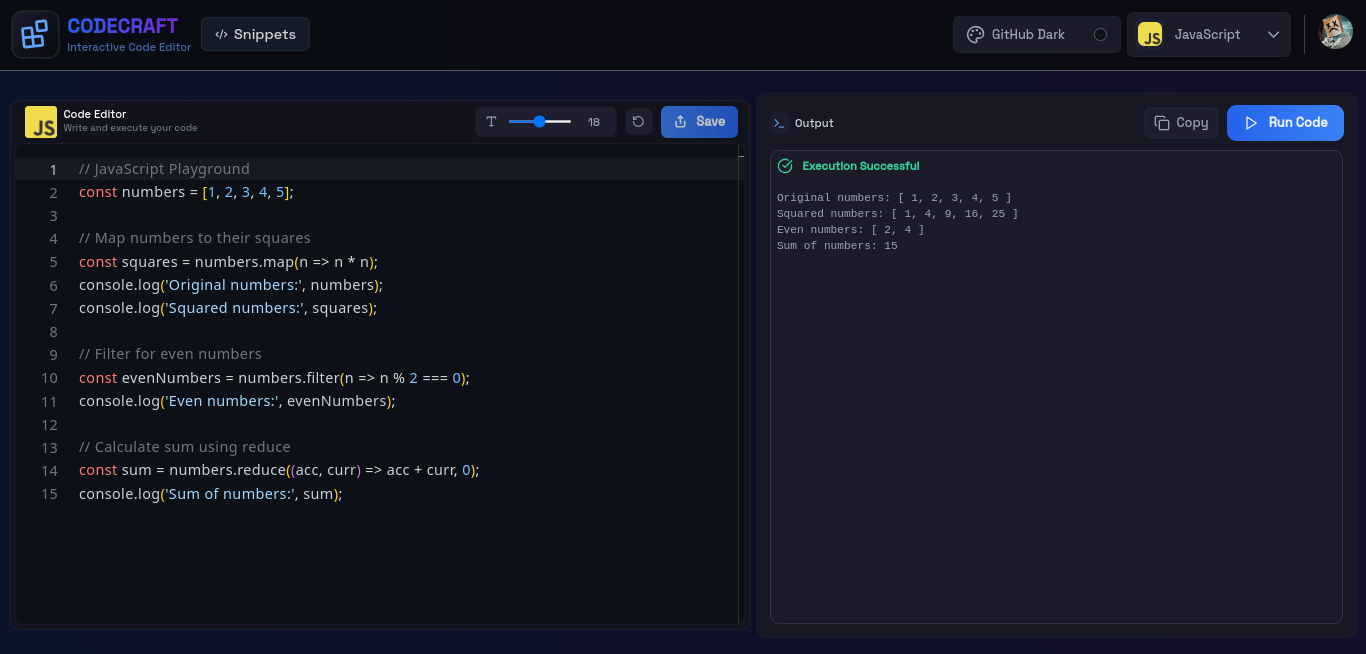 CODECRAFT
Interactive Code Editor
</> Snippets
GitHub Dark
JS
JavaScript
JS
Code Editor
Write and execute your code
T
18
Save
1 // JavaScript Playground
2 const numbers = [1, 2, 3, 4, 5];
3
4 // Map numbers to their squares
5 const squares = numbers.map(n => n * n);
6 console.log('Original numbers:', numbers);
7 console.log('Squared numbers:', squares);
8
9 // Filter for even numbers
10 const evenNumbers = numbers.filter(n => n % 2 === 0);
11 console.log('Even numbers:', evenNumbers);
12
13 // Calculate sum using reduce
14 const sum = numbers.reduce((acc, curr) => acc + curr, 0);
15 console.log('Sum of numbers:', sum);
Output
Copy
Run Code
Execution Successful
Original numbers: [ 1, 2, 3, 4, 5 ]
Squared numbers: [ 1, 4, 9, 16, 25 ]
Even numbers: [ 2, 4 ]
Sum of numbers: 15